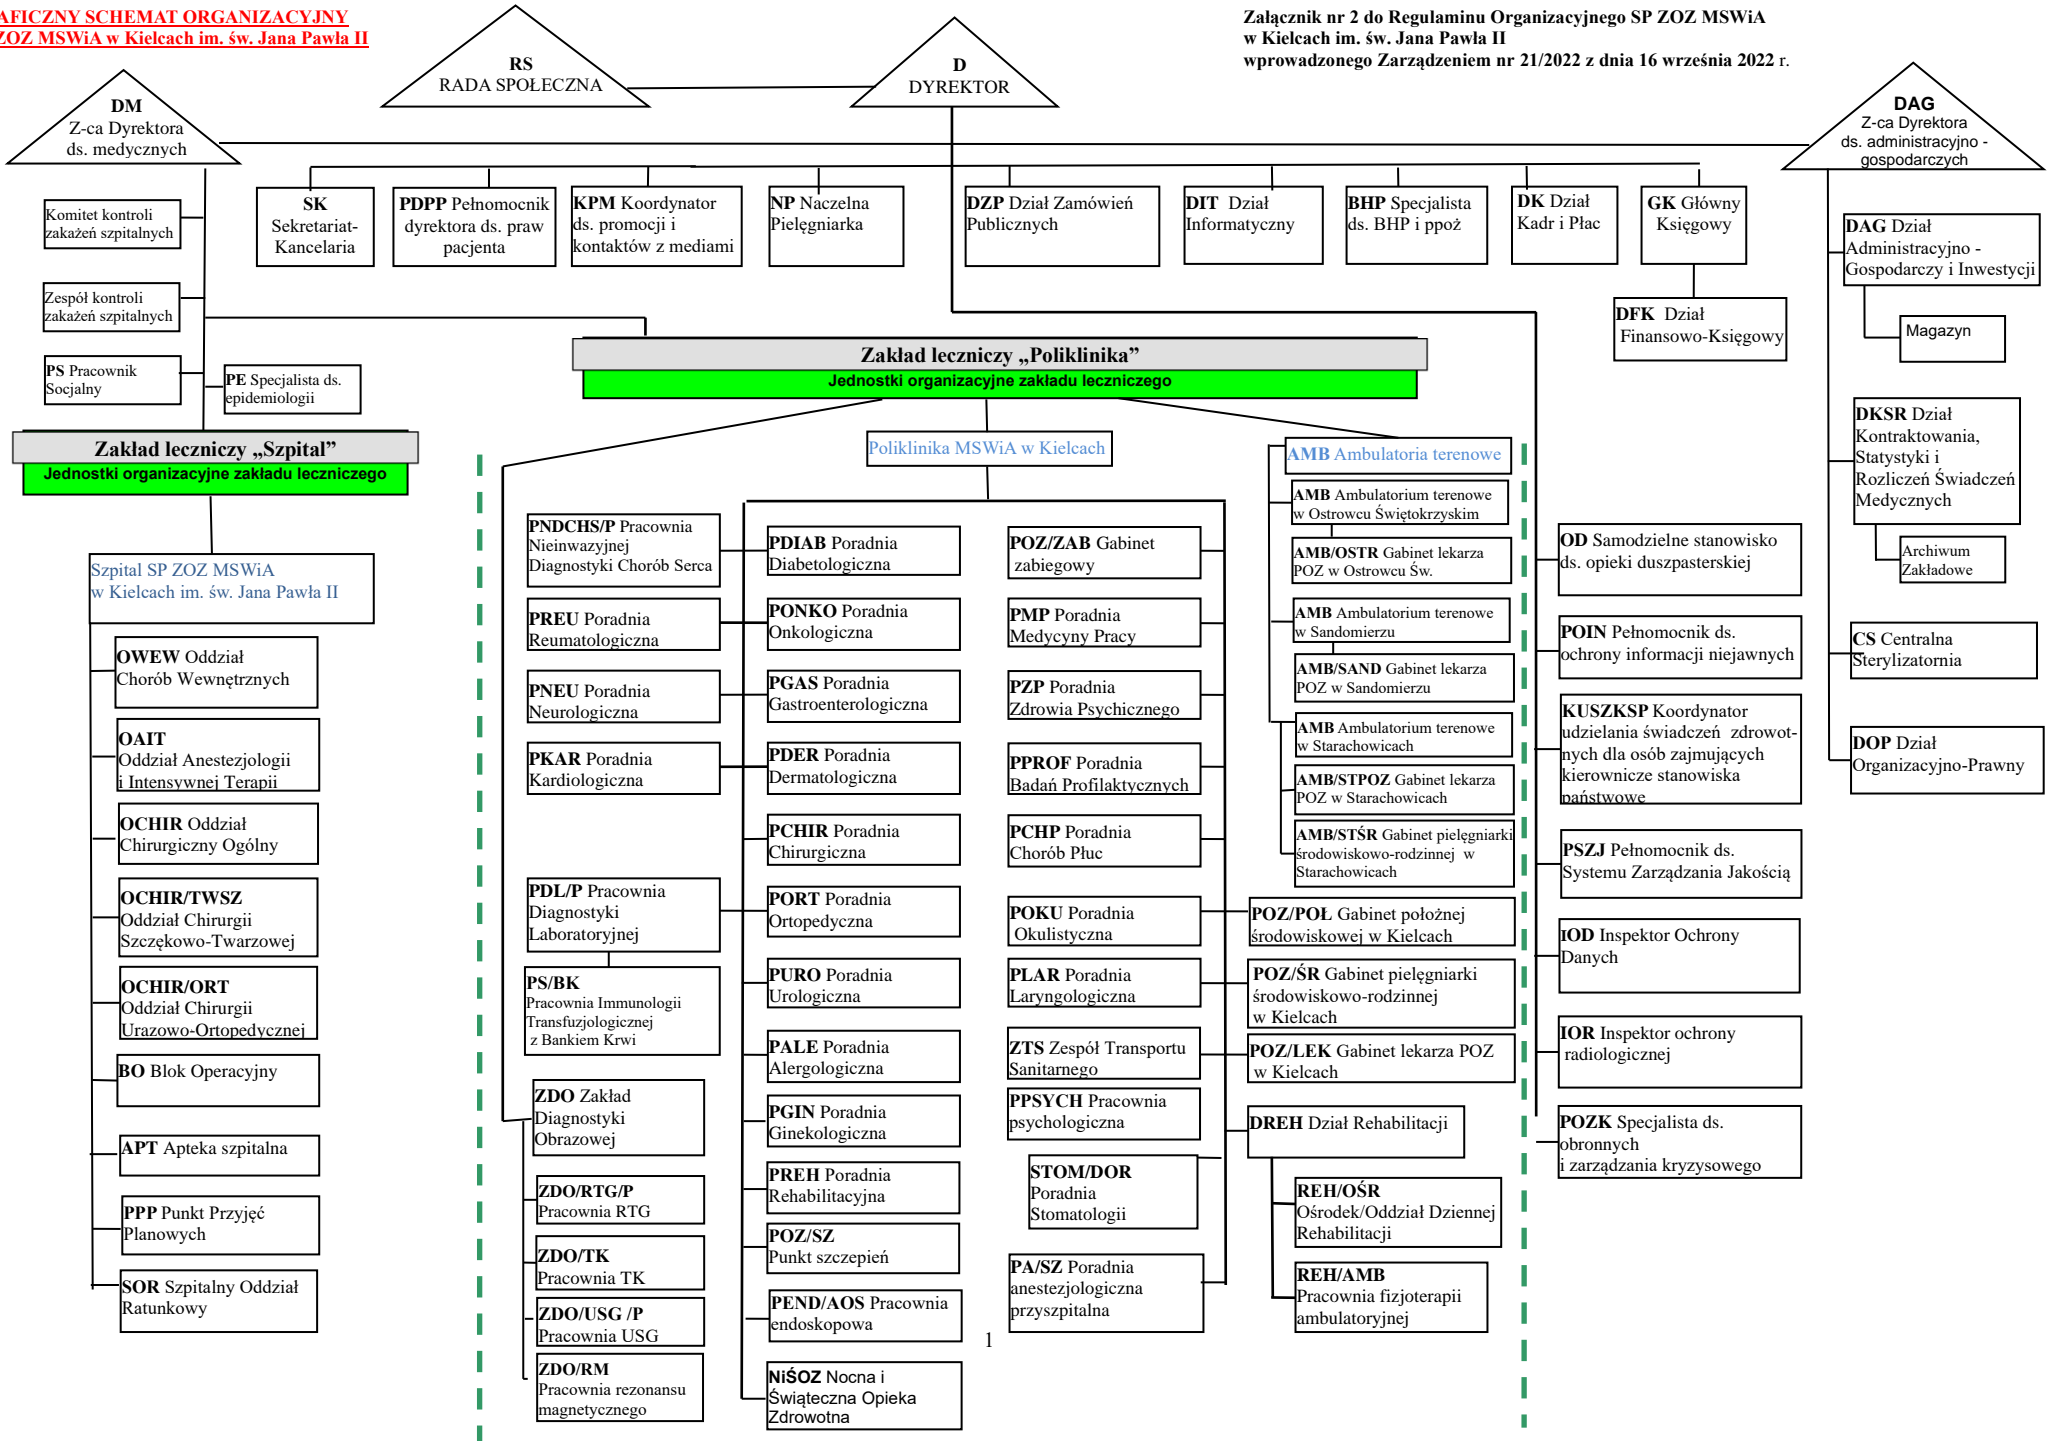 AFICZNY SCHEMAT ORGANIZACYJNY
ZOZ MSWiA w Kielcach im. św. Jana Pawła II
Załącznik nr 2 do Regulaminu Organizacyjnego SP ZOZ MSWiA
w Kielcach im. św. Jana Pawła II
wprowadzonego Zarządzeniem nr 21/2022 z dnia 16 września 2022 r.
RS
RADA SPOŁECZNA
D
DYREKTOR
DM
Z-ca Dyrektora
ds. medycznych
DAG
Z-ca Dyrektora
ds. administracyjno -
gospodarczych
SK
Sekretariat-
Kancelaria
PDPP Pełnomocnik
dyrektora ds. praw
pacjenta
KPM Koordynator
ds. promocji i
kontaktów z mediami
NP Naczelna
Pielęgniarka
DZP Dział Zamówień
Publicznych
DIT Dział
Informatyczny
BHP Specjalista
ds. BHP i ppoż
DK Dział
Kadr i Płac
GK Główny
Księgowy
DFK Dział
Finansowo-Księgowy
Komitet kontroli
zakażeń szpitalnych
Zespół kontroli
zakażeń szpitalnych
PS Pracownik
Socjalny
PE Specjalista ds.
epidemiologii
DAG Dział
Administracyjno -
Gospodarczy i Inwestycji
Magazyn
DKSR Dział
Kontraktowania,
Statystyki i
Rozliczeń Świadczeń
Medycznych
Archiwum
Zakładowe
CS Centralna
Sterylizatornia
DOP Dział
Organizacyjno-Prawny
Zakład leczniczy „Szpital”
Jednostki organizacyjne zakładu leczniczego
Szpital SP ZOZ MSWiA
w Kielcach im. św. Jana Pawła II
OWEW Oddział
Chorób Wewnętrznych
OAIT
Oddział Anestezjologii
i Intensywnej Terapii
OCHIR Oddział
Chirurgiczny Ogólny
OCHIR/TWSZ
Oddział Chirurgii
Szczękowo-Twarzowej
OCHIR/ORT
Oddział Chirurgii
Urazowo-Ortopedycznej
BO Blok Operacyjny
APT Apteka szpitalna
PPP Punkt Przyjęć
Planowych
SOR Szpitalny Oddział
Ratunkowy
Zakład leczniczy „Poliklinika”
Jednostki organizacyjne zakładu leczniczego
Poliklinika MSWiA w Kielcach
PNDCHS/P Pracownia
Nieinwazyjnej
Diagnostyki Chorób Serca
PREU Poradnia
Reumatologiczna
PNEU Poradnia
Neurologiczna
PKAR Poradnia
Kardiologiczna
PDL/P Pracownia
Diagnostyki
Laboratoryjnej
PS/BK
Pracownia Immunologii
Transfuzjologicznej
z Bankiem Krwi
ZDO Zakład
Diagnostyki
Obrazowej
ZDO/RTG/P
Pracownia RTG
ZDO/TK
Pracownia TK
ZDO/USG /P
Pracownia USG
ZDO/RM
Pracownia rezonansu
magnetycznego
PDIAB Poradnia
Diabetologiczna
PONKO Poradnia
Onkologiczna
PGAS Poradnia
Gastroenterologiczna
PDER Poradnia
Dermatologiczna
PCHIR Poradnia
Chirurgiczna
PORT Poradnia
Ortopedyczna
PURO Poradnia
Urologiczna
PALE Poradnia
Alergologiczna
PGIN Poradnia
Ginekologiczna
PREH Poradnia
Rehabilitacyjna
POZ/SZ
Punkt szczepień
PEND/AOS Pracownia
endoskopowa
NiŚOZ Nocna i
Świąteczna Opieka
Zdrowotna
POZ/ZAB Gabinet
zabiegowy
PMP Poradnia
Medycyny Pracy
PZP Poradnia
Zdrowia Psychicznego
PPROF Poradnia
Badań Profilaktycznych
PCHP Poradnia
Chorób Płuc
POKU Poradnia
Okulistyczna
PLAR Poradnia
Laryngologiczna
ZTS Zespół Transportu
Sanitarnego
PPSYCH Pracownia
psychologiczna
STOM/DOR
Poradnia
Stomatologii
PA/SZ Poradnia
anestezjologiczna
przyszpitalna
AMB Ambulatoria terenowe
AMB Ambulatorium terenowe
w Ostrowcu Świętokrzyskim
AMB/OSTR Gabinet lekarza
POZ w Ostrowcu Św.
AMB Ambulatorium terenowe
w Sandomierzu
AMB/SAND Gabinet lekarza
POZ w Sandomierzu
AMB Ambulatorium terenowe
w Starachowicach
AMB/STPOZ Gabinet lekarza
POZ w Starachowicach
AMB/STŚR Gabinet pielęgniarki
środowiskowo-rodzinnej w
Starachowicach
POZ/POŁ Gabinet położnej
środowiskowej w Kielcach
POZ/ŚR Gabinet pielęgniarki
środowiskowo-rodzinnej
w Kielcach
POZ/LEK Gabinet lekarza POZ
w Kielcach
DREH Dział Rehabilitacji
REH/OŚR
Ośrodek/Oddział Dziennej
Rehabilitacji
REH/AMB
Pracownia fizjoterapii
ambulatoryjnej
OD Samodzielne stanowisko
ds. opieki duszpasterskiej
POIN Pełnomocnik ds.
ochrony informacji niejawnych
KUSZKSP Koordynator
udzielania świadczeń zdrowot-
nych dla osób zajmujących
kierownicze stanowiska
państwowe
PSZJ Pełnomocnik ds.
Systemu Zarządzania Jakością
IOD Inspektor Ochrony
Danych
IOR Inspektor ochrony
radiologicznej
POZK Specjalista ds.
obronnych
i zarządzania kryzysowego
1